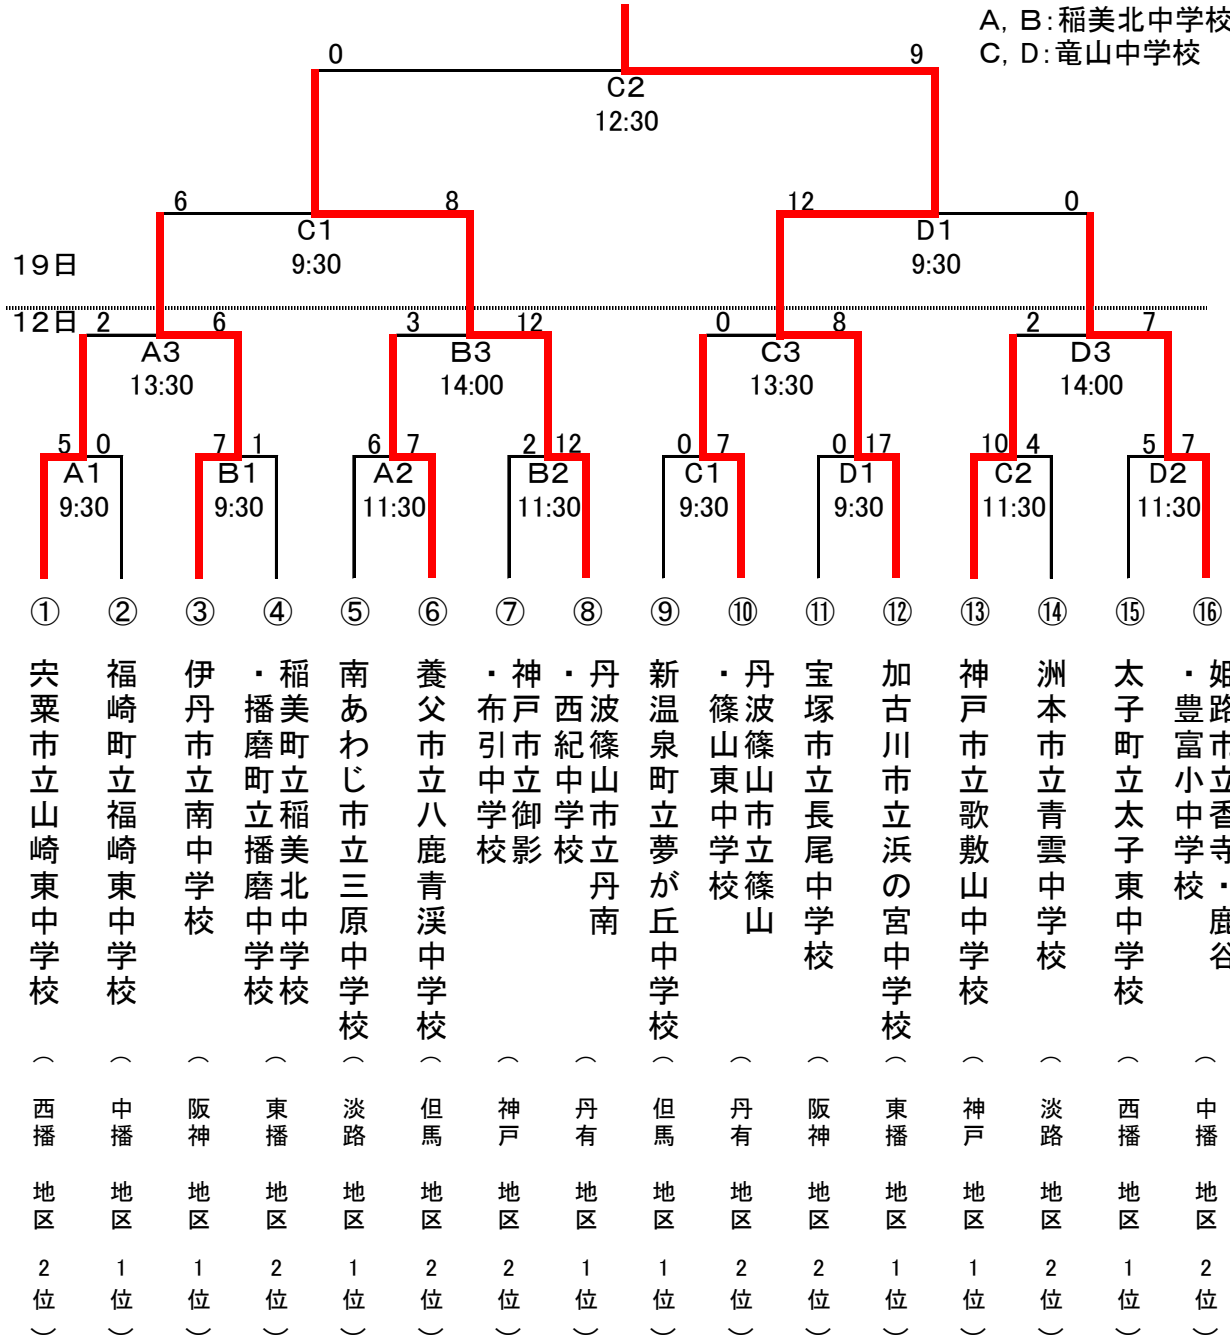 A, B:稲美北中学校
C, D:竜山中学校
0 9
C2
12:30
6 8 12 0
C1 D1
9:30 9:30
19日
12日
2 6 3 12 0 8 2 7
A3 B3 C3 D3
13:30 14:00 13:30 14:00
5 0 7 1 6 7 2 12 0 7 0 17 10 4 5 7
A1 B1 A2 B2 C1 D1 C2 D2
9:30 9:30 11:30 11:30 9:30 9:30 11:30 11:30
① ② ③ ④ ⑤ ⑥ ⑦ ⑧ ⑨ ⑩ ⑪ ⑫ ⑬ ⑭ ⑮ ⑯
宍粟市立山崎東中学校
(西播地区2位)
福崎町立福崎東中学校
(中播地区1位)
伊丹市立南中学校
(阪神地区1位)
稲美町立稲美北中学校
・播磨町立播磨中学校
(東播地区2位)
南あわじ市立三原中学校
(淡路地区1位)
養父市立八鹿青渓中学校
(但馬地区2位)
神戸市立御影
・布引中学校
(神戸地区2位)
丹波篠山市立丹南
・西紀中学校
(丹有地区1位)
新温泉町立夢が丘中学校
(但馬地区1位)
丹波篠山市立篠山
・篠山東中学校
(丹有地区2位)
宝塚市立長尾中学校
(阪神地区2位)
加古川市立浜の宮中学校
(東播地区1位)
神戸市立歌敷山中学校
(神戸地区1位)
洲本市立青雲中学校
(淡路地区2位)
太子町立太子東中学校
(西播地区1位)
姫路市立香寺・鹿谷
・豊富小中学校
(中播地区2位)